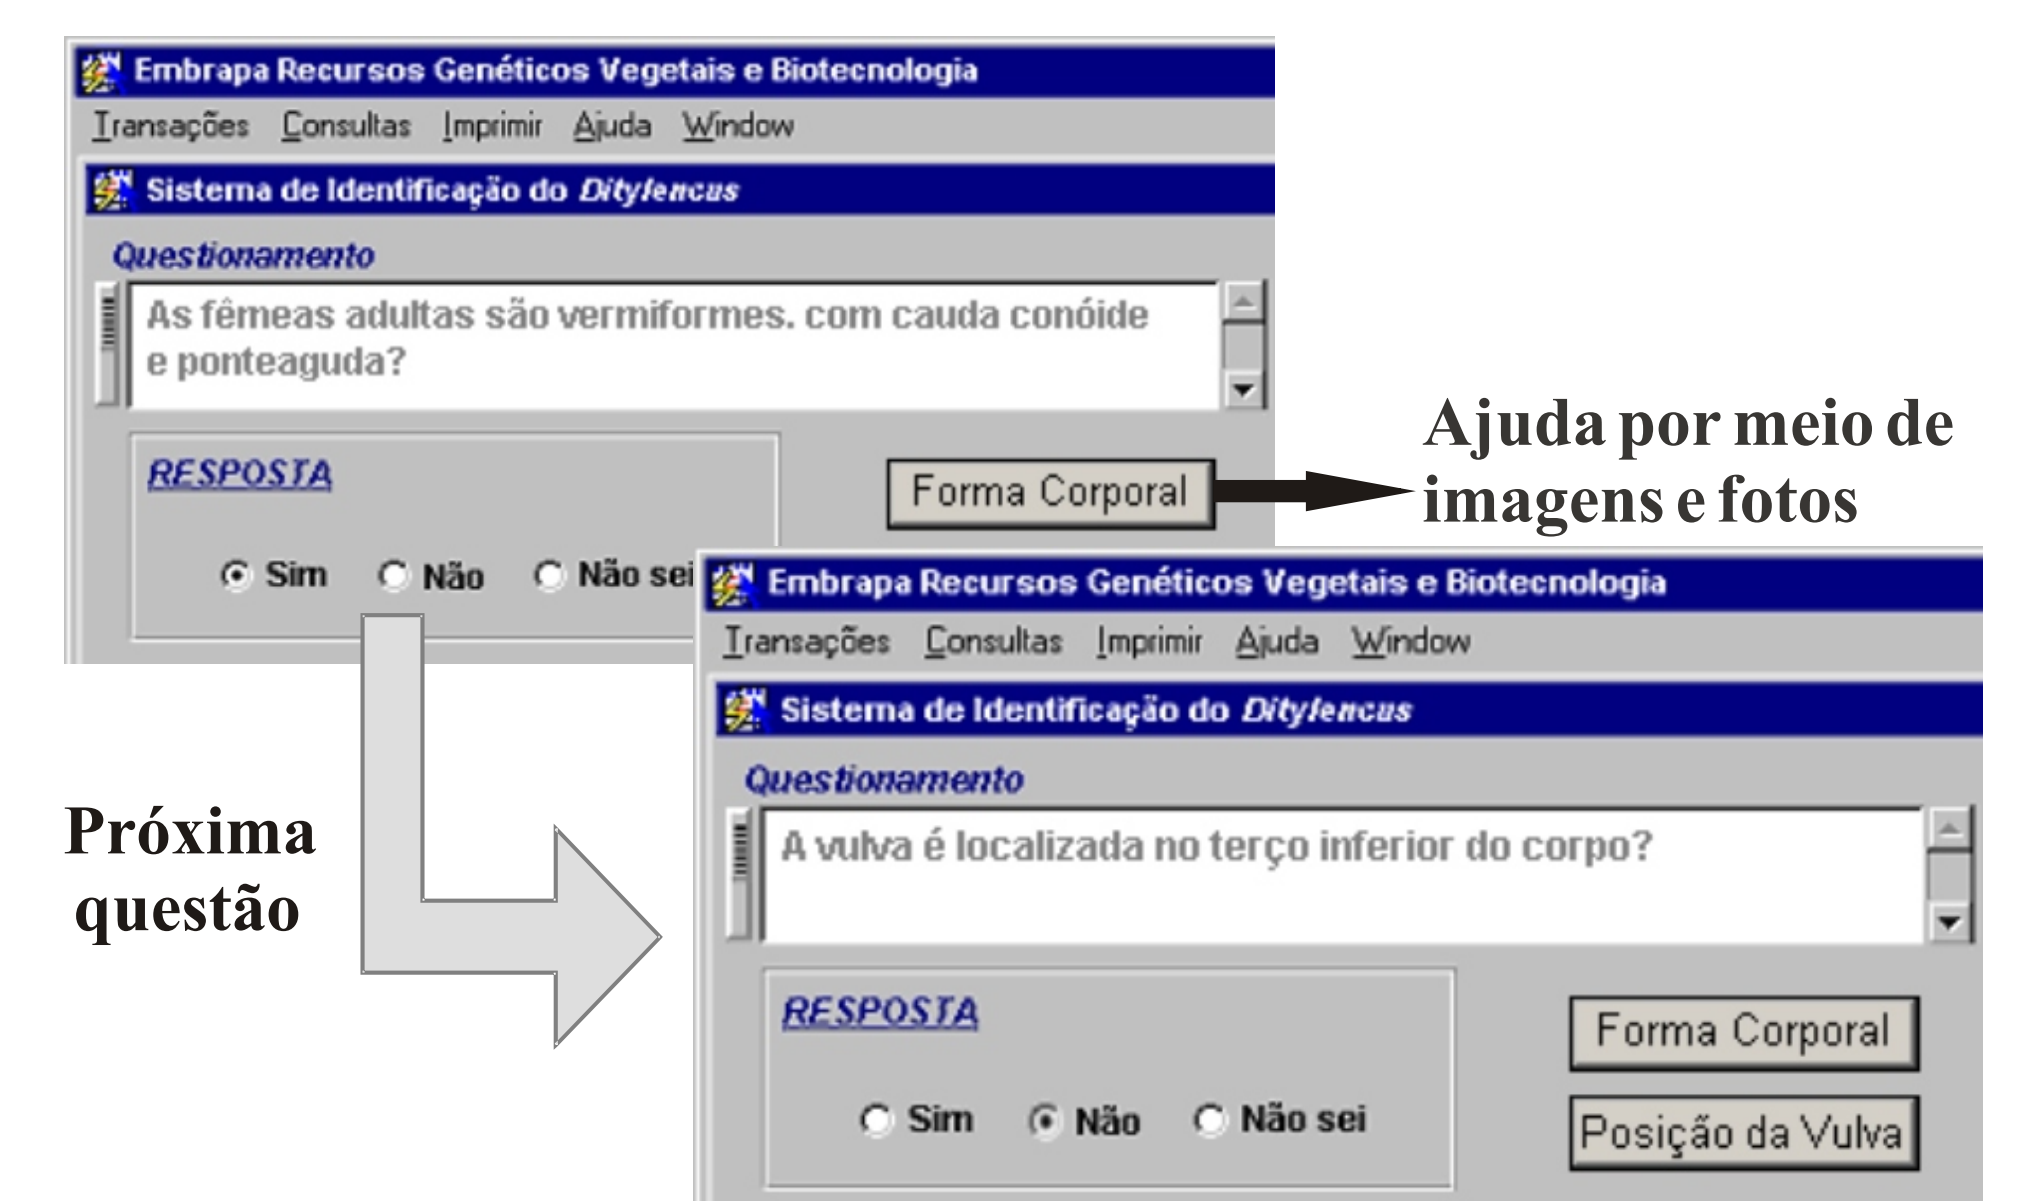 Embrapa Recursos Genéticos Vegetais e Biotecnologia
Transações Consultas Imprimir Ajuda Window
Sistema de Identificação do Ditylencus
Questionamento
As fêmeas adultas são vermiformes. com cauda conóide
e ponteaguda?
RESPOSTA
Sim Não Não sei
Forma Corporal
Ajuda por meio de
imagens e fotos
Próxima
questão
Embrapa Recursos Genéticos Vegetais e Biotecnologia
Transações Consultas Imprimir Ajuda Window
Sistema de Identificação do Ditylencus
Questionamento
A vulva é localizada no terço inferior do corpo?
RESPOSTA
Sim Não Não sei
Forma Corporal
Posição da Vulva